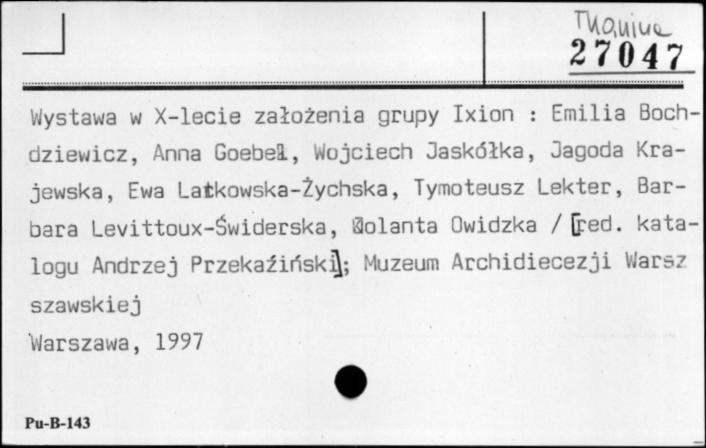 Tkanina
27047
Wystawa w X-lecie założenia grupy Ixion : Emilia Boch-
dziewicz, Anna Goebel, Wojciech Jaskółka, Jagoda Kra-
jewska, Ewa Latkowska-Żychska, Tymoteusz Lekter, Bar-
bara Levittoux-Świderska, Jolanta Owidzka / [red. kata-
logu Andrzej Przekaźiński]; Muzeum Archidiecezji Warsz
szawskiej
Warszawa, 1997
Pu-B-143